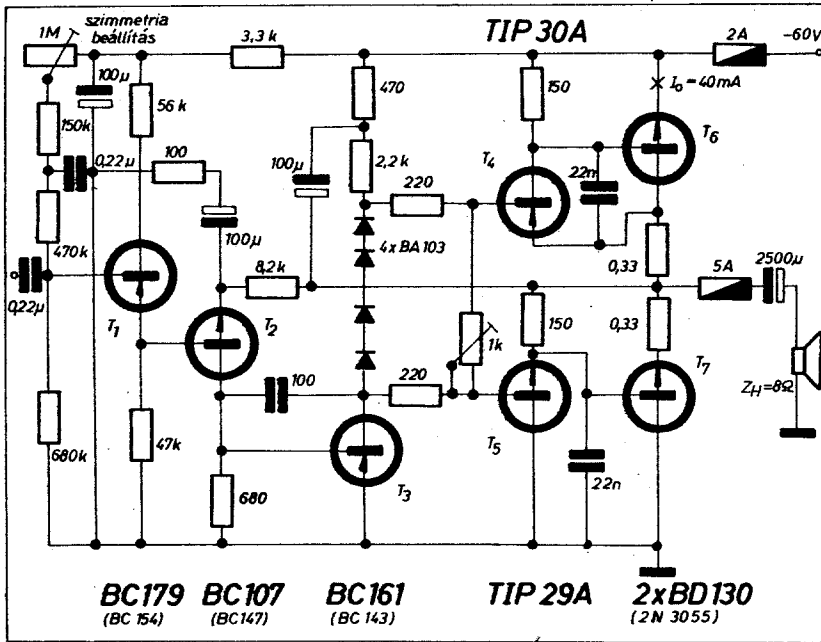 1M
szimmetria
beállítás
3,3 k
TIP 30A
2A
-60V
100μ
56 k
470
150
I₀ = 40mA
150k
0,22μ
100
100μ
2,2 k
220
T4
22n
T6
470k
100μ
4x BA 103
0,33
5A
2500μ
0,22μ
T1
8,2 k
T2
150
0,33
1k
100
220
T5
T7
ZH=8Ω
680k
47k
680
T3
22n
BC179
(BC 154)
BC107
(BC147)
BC161
(BC 143)
TIP 29A
2xBD130
(2N 3055)